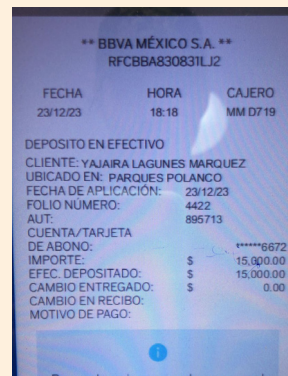 ** BBVA MÉXICO S.A. **
RFCBBA830831LJ2
FECHA HORA CAJERO
23/12/23 18:18 MM D719
DEPOSITO EN EFECTIVO
CLIENTE: YAJAIRA LAGUNES MARQUEZ
UBICADO EN: PARQUES POLANCO
FECHA DE APLICACIÓN: 23/12/23
FOLIO NÚMERO: 4422
AUT: 895713
CUENTA/TARJETA
DE ABONO: t*****6672
IMPORTE: $ 15,000.00
EFEC. DEPOSITADO: $ 15,000.00
CAMBIO ENTREGADO: $ 0.00
CAMBIO EN RECIBO:
MOTIVO DE PAGO: